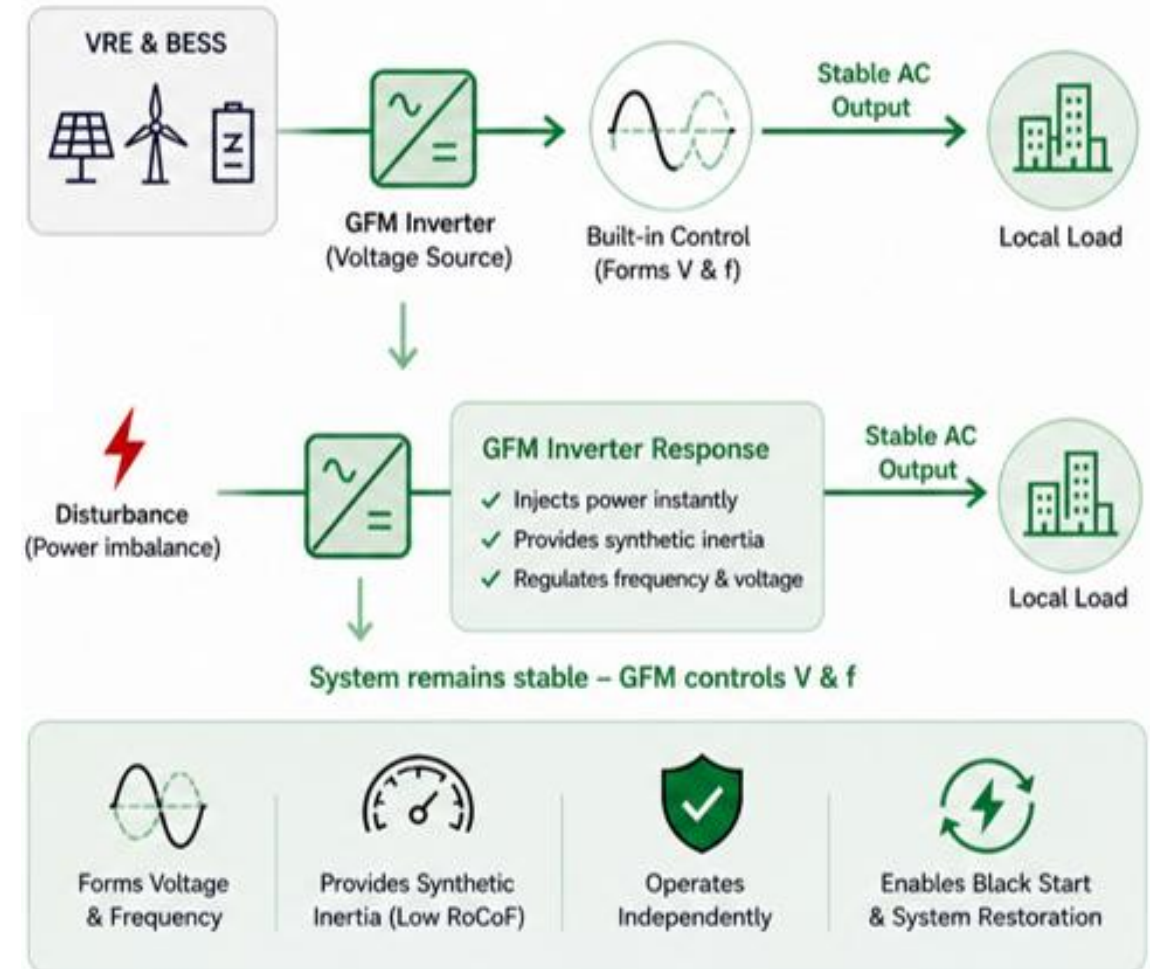 VRE & BESS
Stable AC
Output
GFM Inverter
(Voltage Source)
Built-in Control
(Forms V & f)
Local Load
Disturbance
(Power imbalance)
GFM Inverter Response
✓ Injects power instantly
✓ Provides synthetic inertia
✓ Regulates frequency & voltage
Stable AC
Output
Local Load
System remains stable – GFM controls V & f
Forms Voltage
& Frequency
Provides Synthetic
Inertia (Low RoCoF)
Operates
Independently
Enables Black Start
& System Restoration